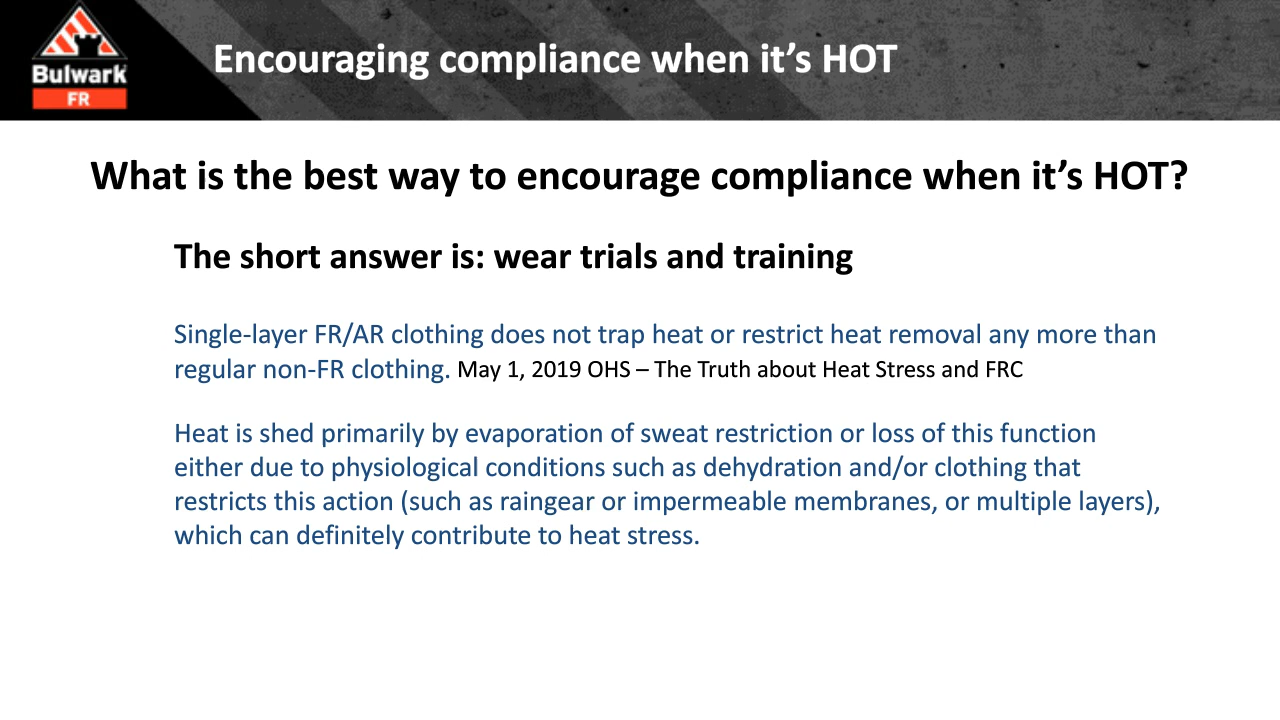 Bulwark
FR
Encouraging compliance when it’s HOT
What is the best way to encourage compliance when it’s HOT?
The short answer is: wear trials and training
Single-layer FR/AR clothing does not trap heat or restrict heat removal any more than
regular non-FR clothing. May 1, 2019 OHS – The Truth about Heat Stress and FRC
Heat is shed primarily by evaporation of sweat restriction or loss of this function
either due to physiological conditions such as dehydration and/or clothing that
restricts this action (such as raingear or impermeable membranes, or multiple layers),
which can definitely contribute to heat stress.